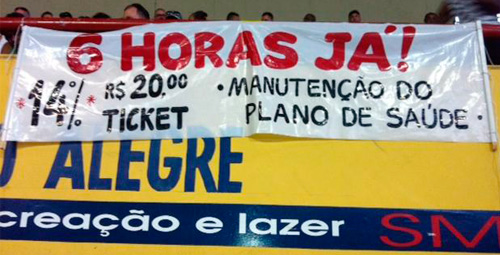 6 HORAS JÁ!
*14%* R$ 20,00 TICKET
• MANUTENÇÃO DO PLANO DE SAÚDE •
O ALEGRE
creação e lazer SM